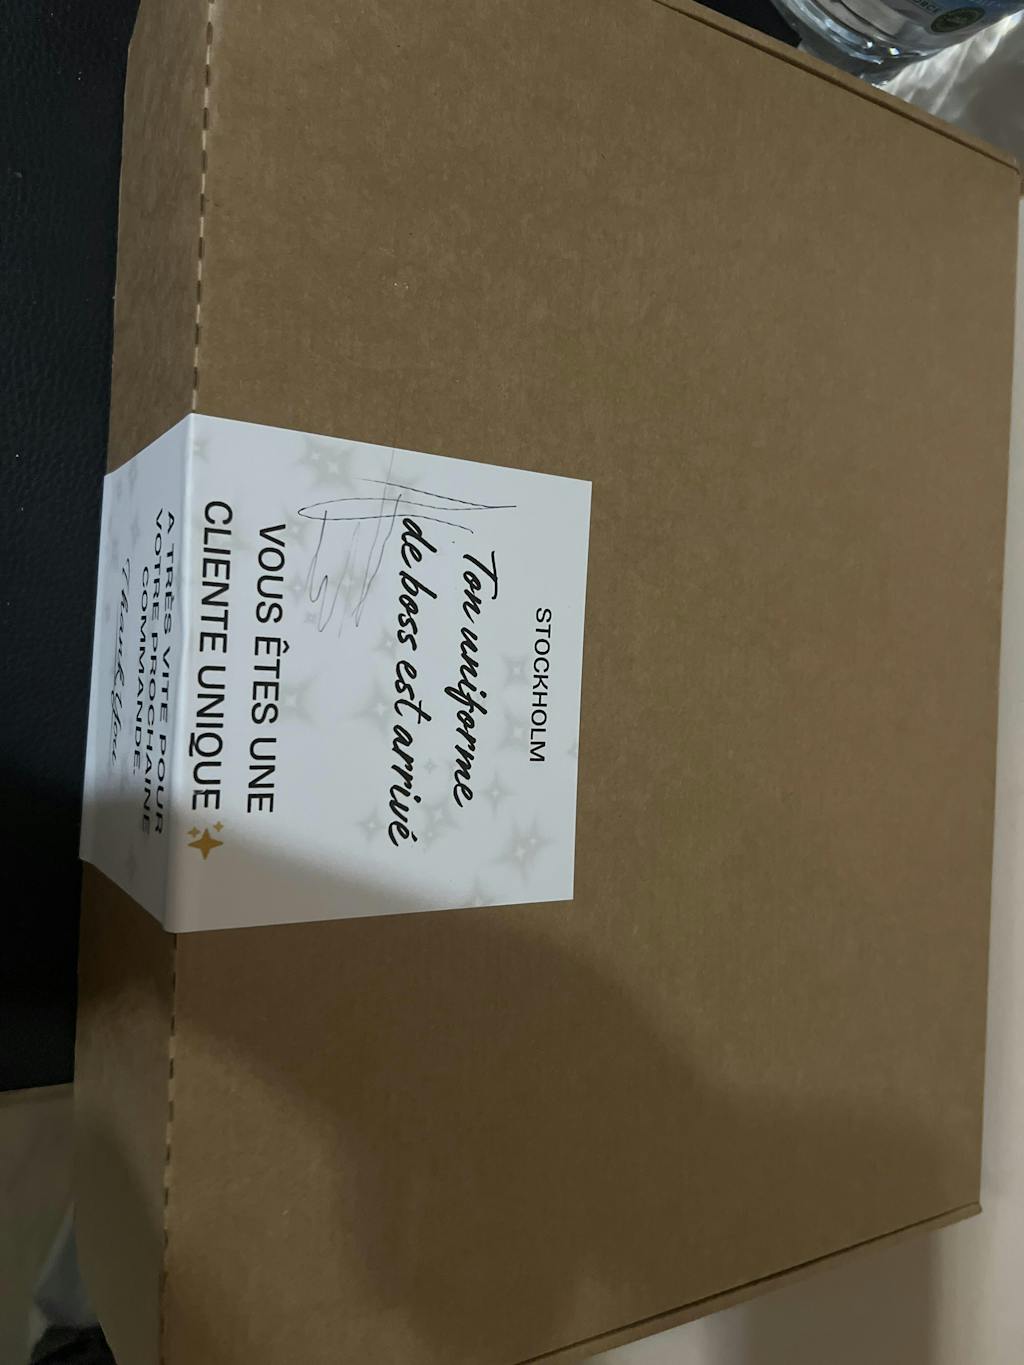 STOCKHOLM
Ton uniforme
de boss est arrivé
VOUS ÊTES UNE
CLIENTE UNIQUE
A TRÈS VITE POUR
VOTRE PROCHAINE
COMMANDE.
Thank You